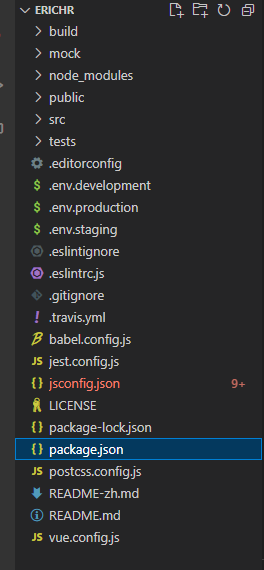 ERICHR
build
mock
node_modules
public
src
tests
.editorconfig
.env.development
.env.production
.env.staging
.eslintignore
.eslintrc.js
.gitignore
.travis.yml
babel.config.js
jest.config.js
jsconfig.json 9+
LICENSE
package-lock.json
package.json
postcss.config.js
README-zh.md
README.md
vue.config.js